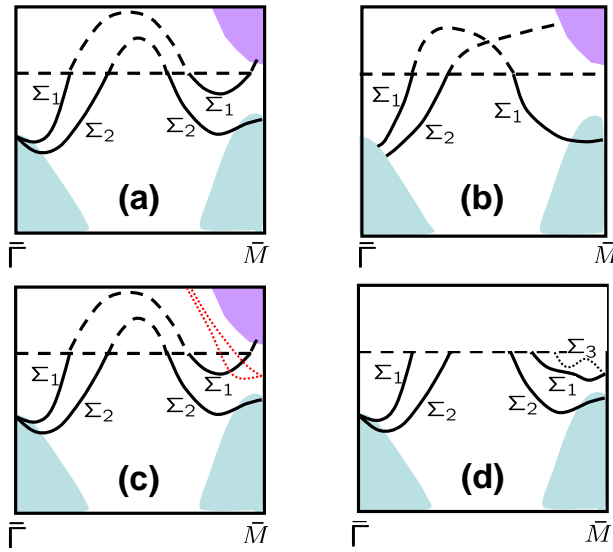 Σ₁ Σ₂ Σ₂ Σ₁
(a)
Γ̄ M̄
Σ₁ Σ₂ Σ₁
(b)
Γ̄ M̄
Σ₁ Σ₂ Σ₂ Σ₁
(c)
Γ̄ M̄
Σ₁ Σ₂ Σ₂ Σ₁ Σ₃
(d)
Γ̄ M̄